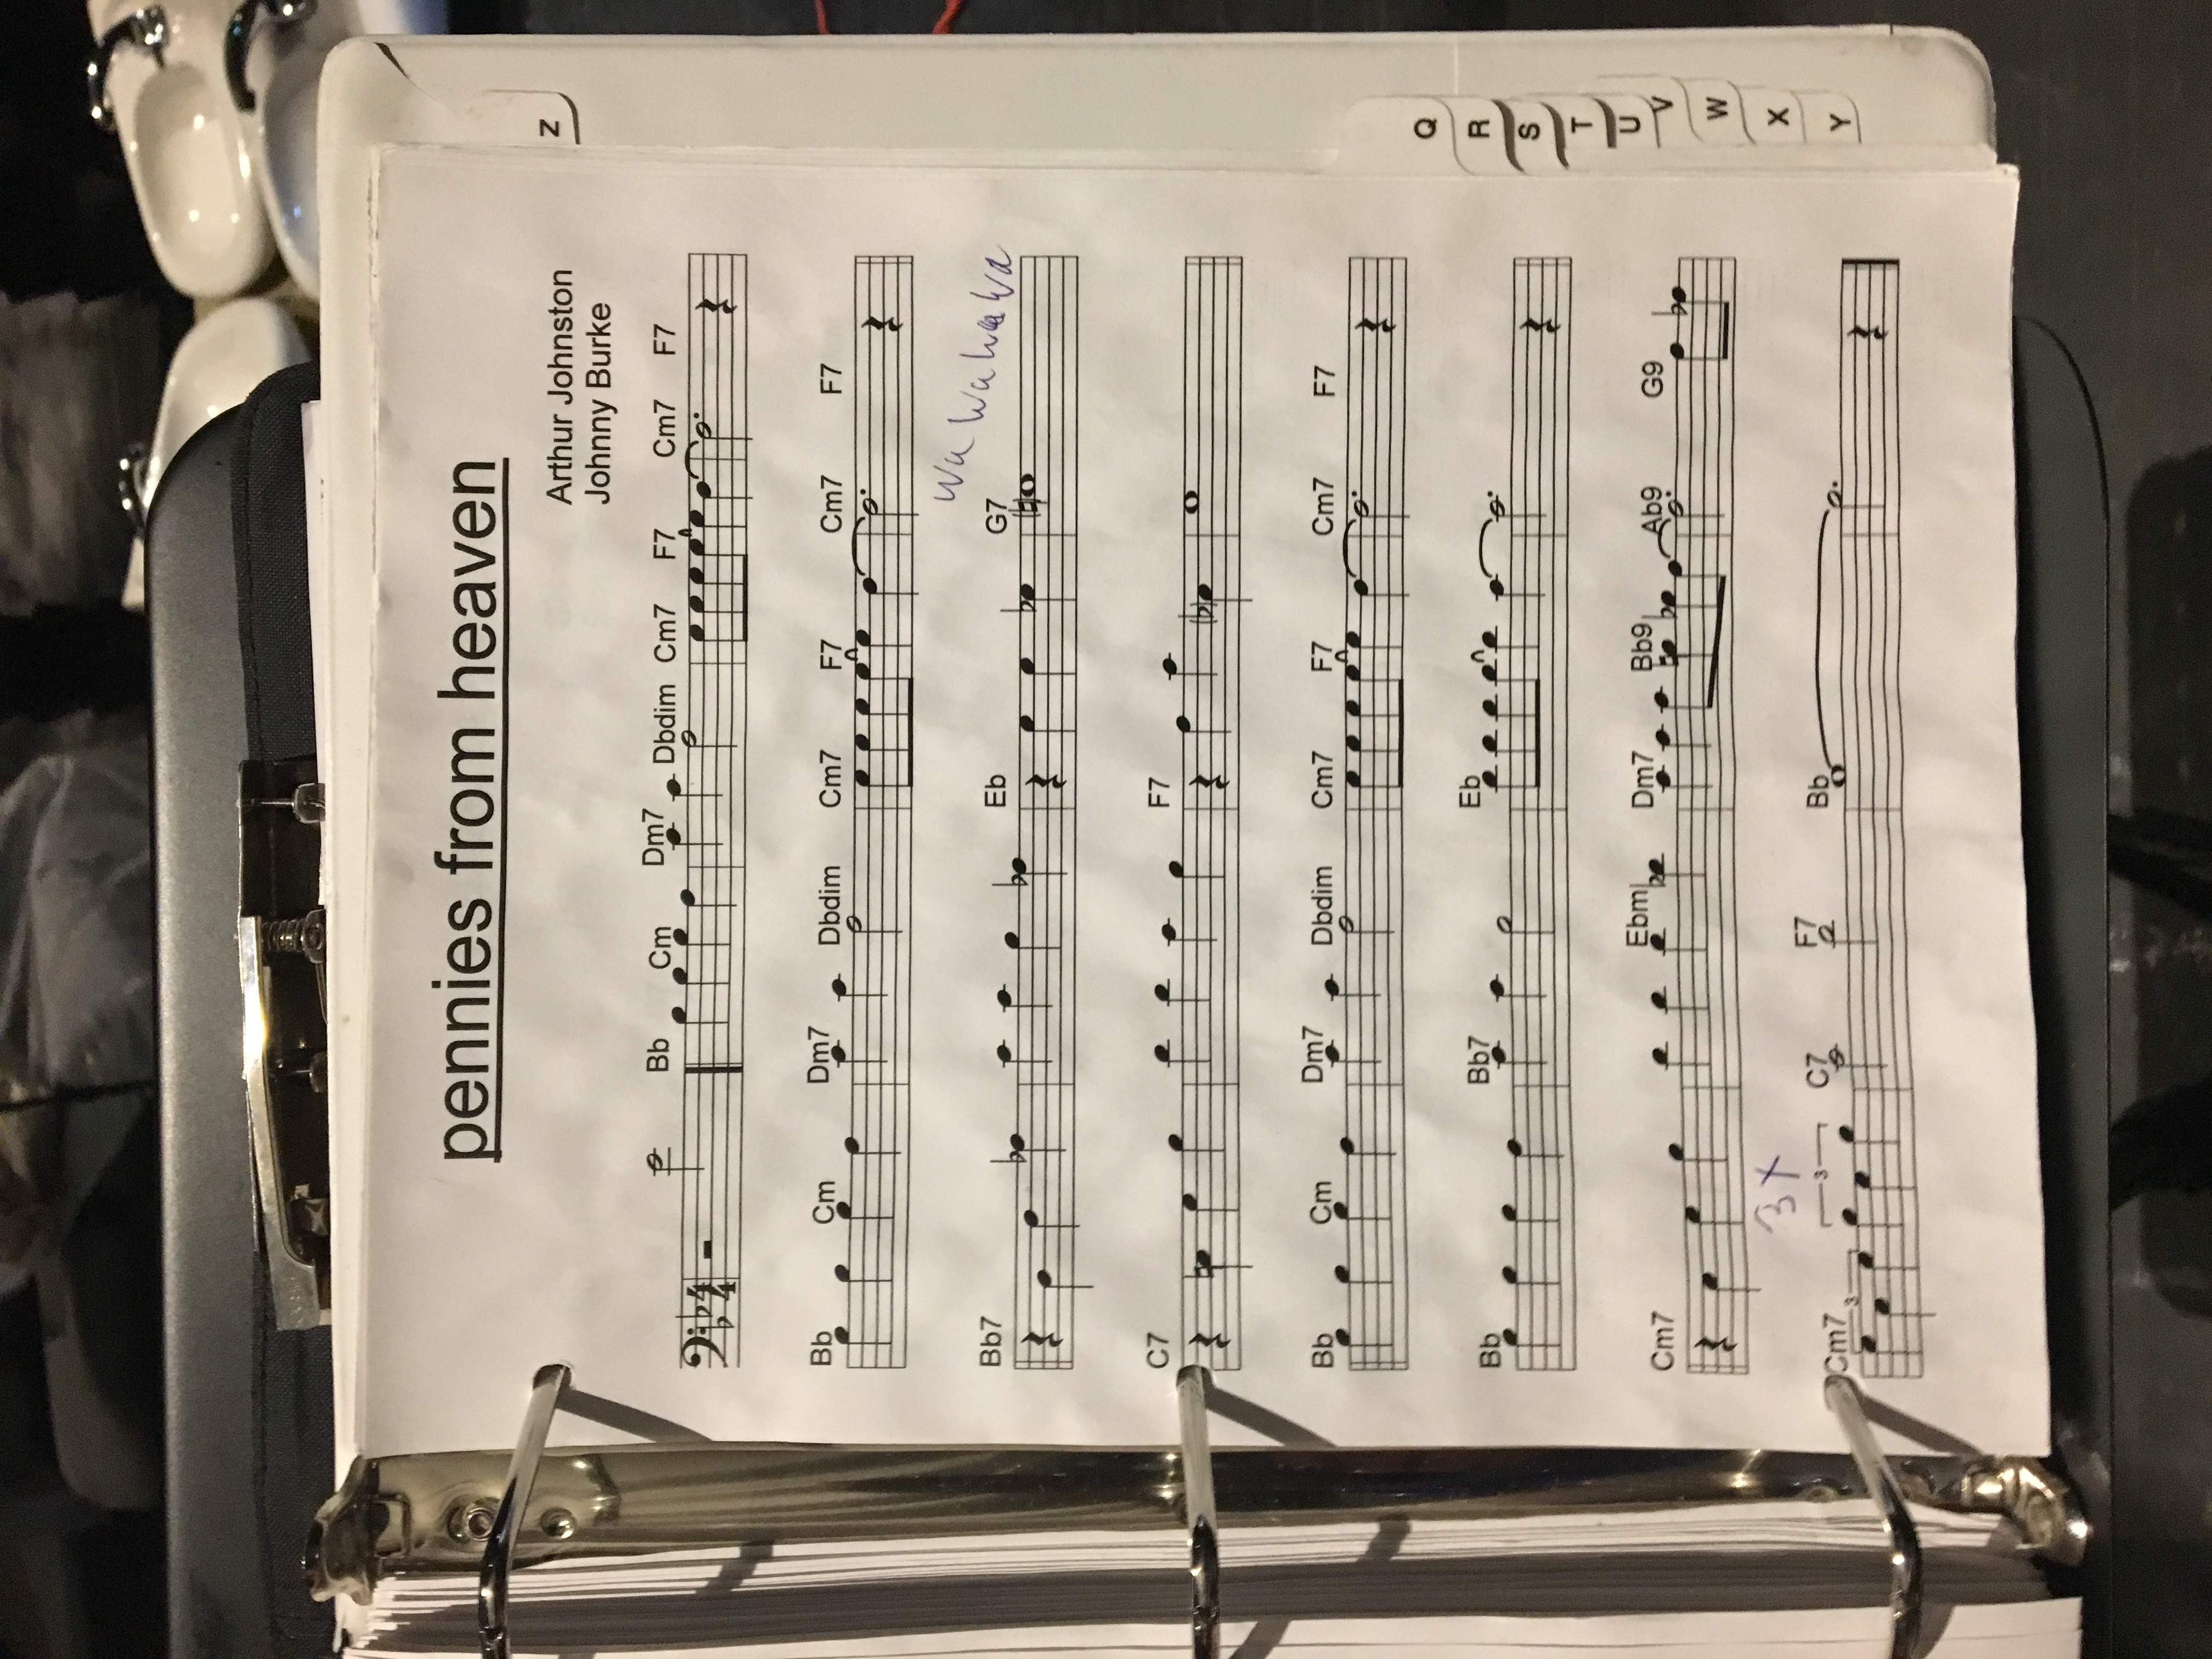 pennies from heaven
Arthur Johnston
Johnny Burke
Z
4
4
Bb Cm Dm7 Dbdim Cm7 F7 Cm7 F7
Bb Cm Dm7 Dbdim Cm7 F7 Cm7 F7
Wa Wa Wa Wa
Bb7 Eb G7
C7 F7
Bb Cm Dm7 Dbdim Cm7 F7 Cm7 F7
Q
R
Bb Bb7 Eb
S
T
U
V
Cm7 Ebm Dm7 Bb9 Ab9 G9
W
3X
X
3
C7 F7 Bb
Cm7
3
Y